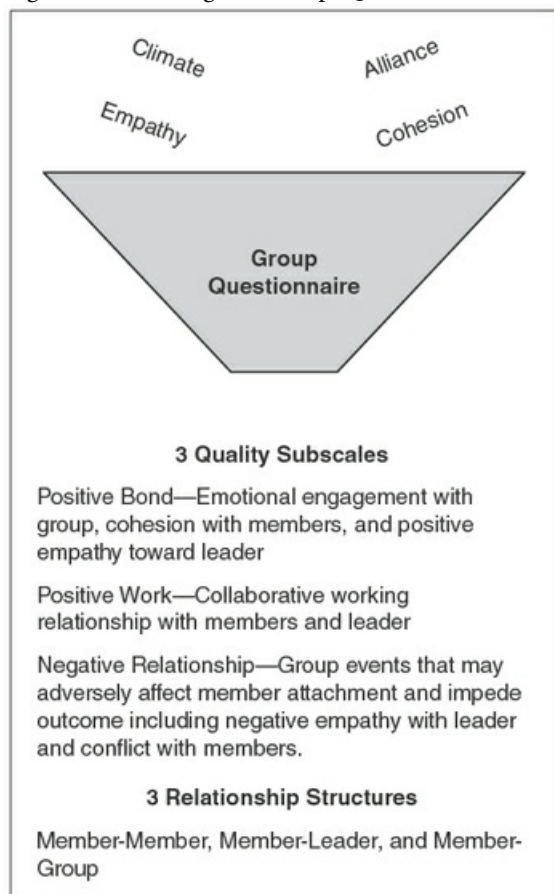 Climate
Alliance
Empathy
Cohesion
Group
Questionnaire
3 Quality Subscales
Positive Bond—Emotional engagement with
group, cohesion with members, and positive
empathy toward leader
Positive Work—Collaborative working
relationship with members and leader
Negative Relationship—Group events that may
adversely affect member attachment and impede
outcome including negative empathy with leader
and conflict with members.
3 Relationship Structures
Member-Member, Member-Leader, and Member-
Group